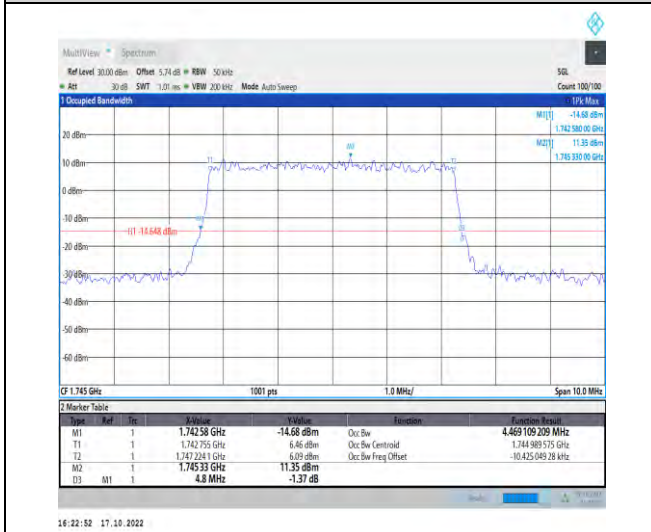 MultiView Spectrum
Ref Level 30.00 dBm Offset 5.74 dB RBW 50 kHz SGL
Att 30 dB SWT 1.01 ms VBW 200 kHz Mode Auto Sweep Count 100/100
1 Occupied Bandwidth 1Pk Max
M1[1] -14.68 dBm
1.742 580 00 GHz
20 dBm M2[1] 11.35 dBm
1.745 330 00 GHz
M2
10 dBm T1 T2
0 dBm
-10 dBm
H1 -14.648 dBm
-20 dBm
-30 dBm
-40 dBm
-50 dBm
-60 dBm
CF 1.745 GHz 1001 pts 1.0 MHz/ Span 10.0 MHz
2 Marker Table
Type Ref Trc X-Value Y-Value Function Function Result
M1 1 1.742 58 GHz -14.68 dBm Occ Bw 4.469 109 209 MHz
T1 1 1.742 755 GHz 6.46 dBm Occ Bw Centroid 1.744 989 575 GHz
T2 1 1.747 224 1 GHz 6.09 dBm Occ Bw Freq Offset -10.425 049 28 kHz
M2 1 1.745 33 GHz 11.35 dBm
D3 M1 1 4.8 MHz -1.37 dB
16:22:52 17.10.2022